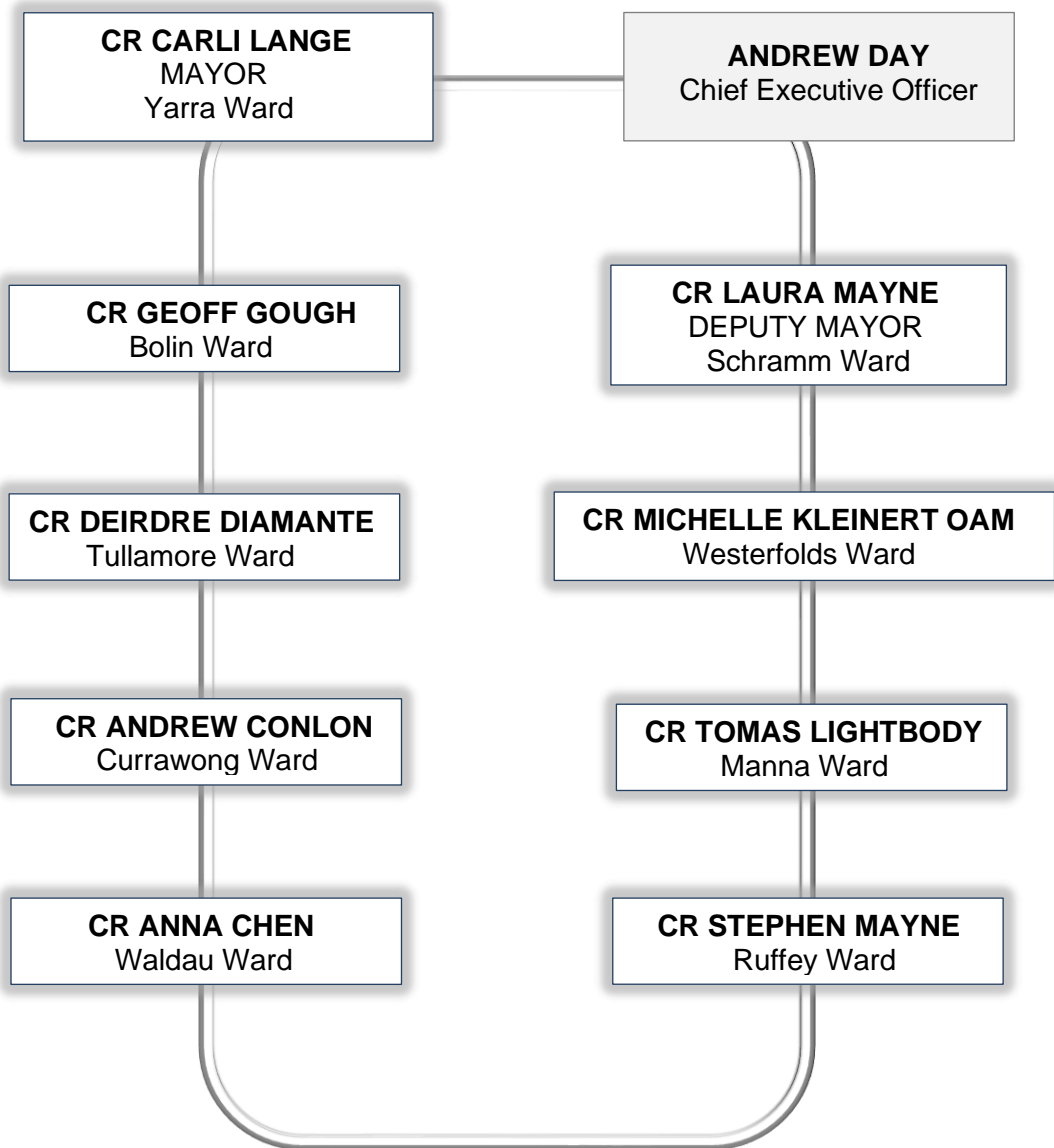 CR CARLI LANGE
MAYOR
Yarra Ward
ANDREW DAY
Chief Executive Officer
CR GEOFF GOUGH
Bolin Ward
CR LAURA MAYNE
DEPUTY MAYOR
Schramm Ward
CR DEIRDRE DIAMANTE
Tullamore Ward
CR MICHELLE KLEINERT OAM
Westerfolds Ward
CR ANDREW CONLON
Currawong Ward
CR TOMAS LIGHTBODY
Manna Ward
CR ANNA CHEN
Waldau Ward
CR STEPHEN MAYNE
Ruffey Ward